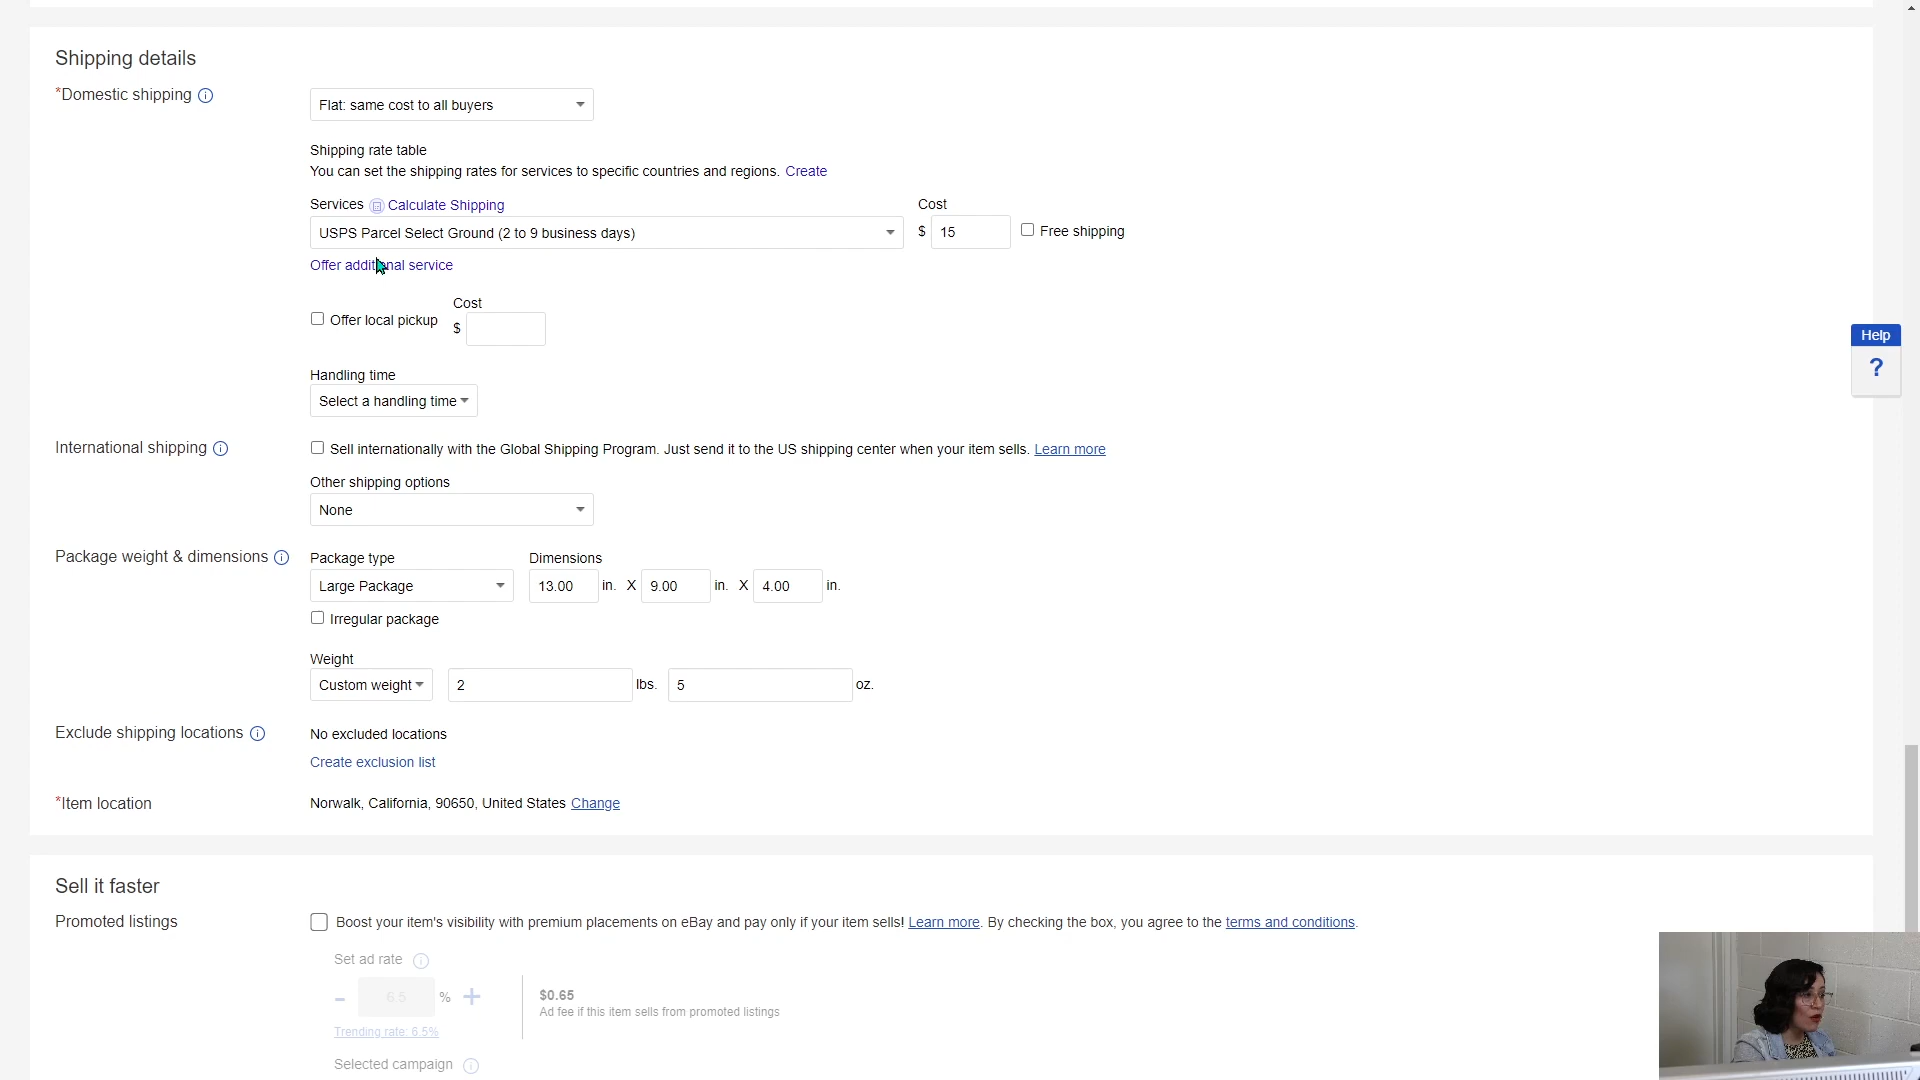 Shipping details
*Domestic shipping
Flat: same cost to all buyers
Shipping rate table
You can set the shipping rates for services to specific countries and regions. Create
Services Calculate Shipping Cost
USPS Parcel Select Ground (2 to 9 business days) $ 15 Free shipping
Offer additional service
Cost
Offer local pickup $
Handling time
Select a handling time
Help
?
International shipping
Sell internationally with the Global Shipping Program. Just send it to the US shipping center when your item sells. Learn more
Other shipping options
None
Package weight & dimensions
Package type Dimensions
Large Package 13.00 in. X 9.00 in. X 4.00 in.
Irregular package
Weight
Custom weight 2 lbs. 5 oz.
Exclude shipping locations No excluded locations
Create exclusion list
*Item location Norwalk, California, 90650, United States Change
Sell it faster
Promoted listings Boost your item's visibility with premium placements on eBay and pay only if your item sells! Learn more. By checking the box, you agree to the terms and conditions.
Set ad rate
- 6.5 % +
$0.65
Ad fee if this item sells from promoted listings
Trending rate: 6.5%
Selected campaign